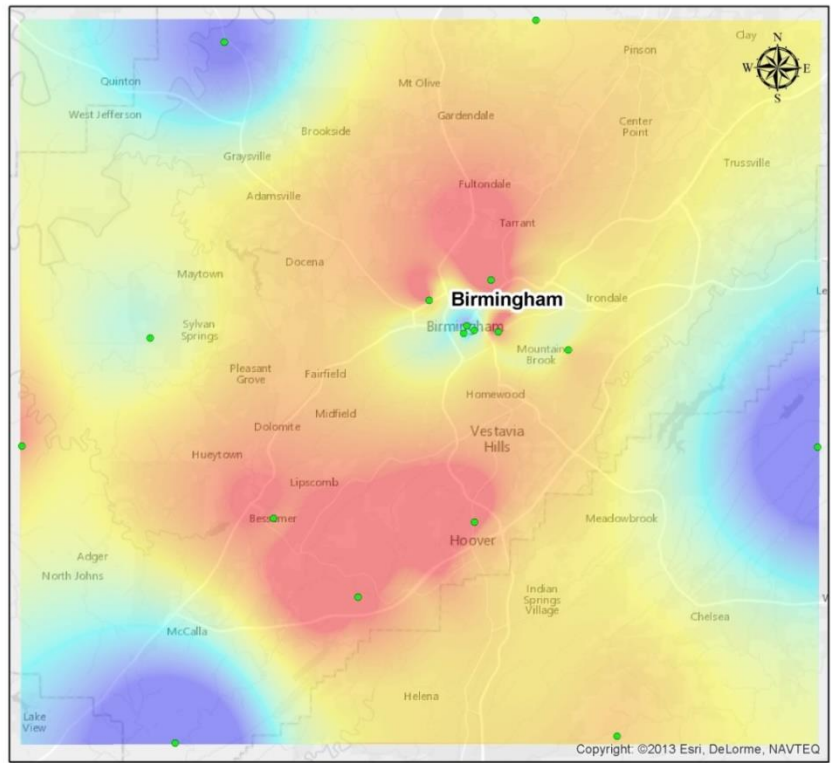 Clay
N
W E
S
Pinson
Quinton
Mt Olive
West Jefferson
Gardendale
Center
Point
Brookside
Graysville
Trussville
Fultondale
Adamsville
Tarrant
Docena
Maytown
Birmingham
Irondale
Le
Sylvan
Springs
Birmingham
Mountain
Brook
Pleasant
Grove
Fairfield
Homewood
Midfield
Dolomite
Vestavia
Hills
Hueytown
Lipscomb
Bessemer
Meadowbrook
Hoover
Adger
North Johns
Indian
Springs
Village
Chelsea
McCalla
Helena
Lake
View
Copyright: ©2013 Esri, DeLorme, NAVTEQ